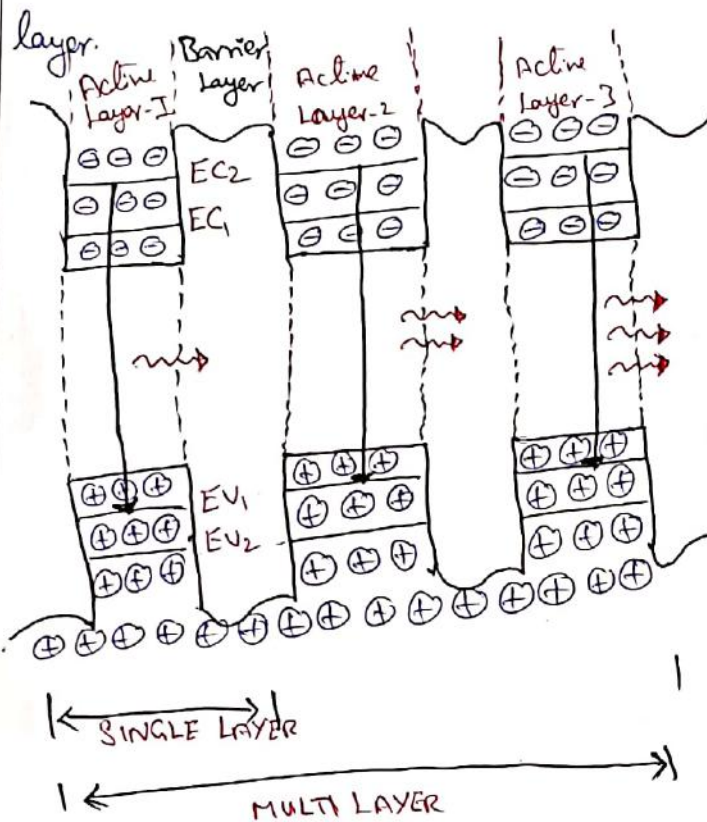 layer.
Active Layer-I
Barrier Layer
Active Layer-2
Active Layer-3
EC2
EC1
EV1
EV2
SINGLE LAYER
MULTI LAYER